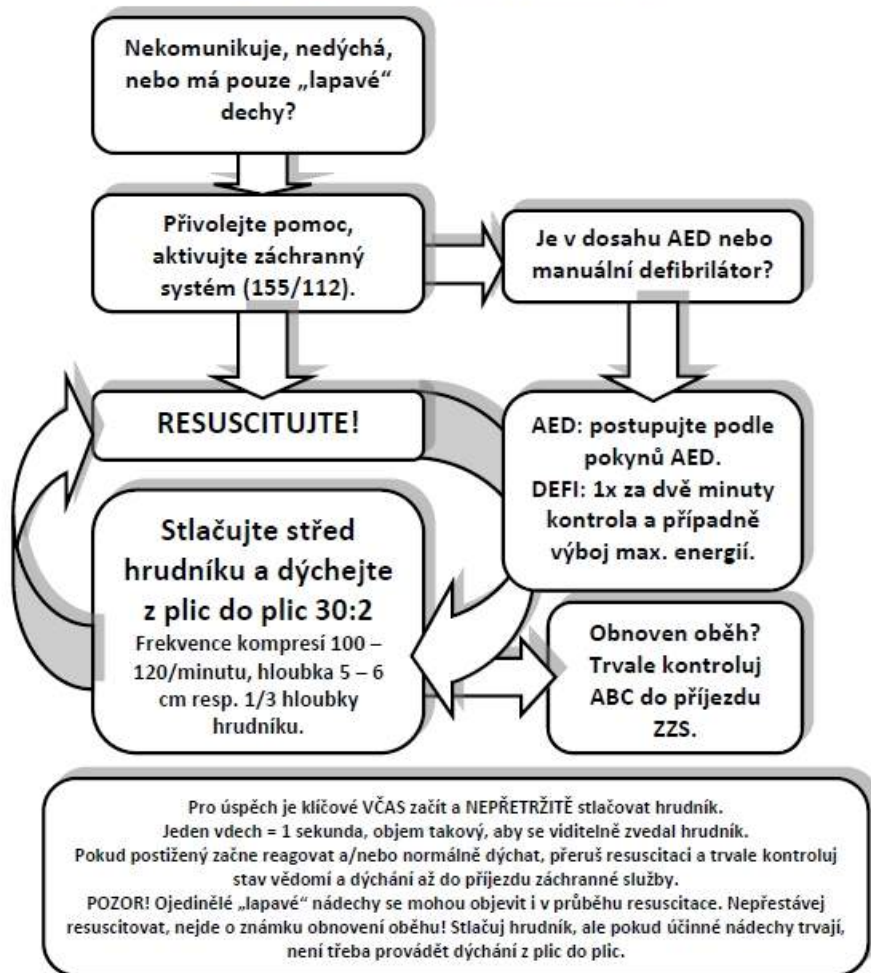 Nekomunikuje, nedýchá,
nebo má pouze „lapavé“
dechy?
Přivolejte pomoc,
aktivujte záchranný
systém (155/112).
Je v dosahu AED nebo
manuální defibrilátor?
RESUSCITUJTE!
AED: postupujte podle
pokynů AED.
DEFI: 1x za dvě minuty
kontrola a případně
výboj max. energií.
Stlačujte střed
hrudníku a dýchejte
z plic do plic 30:2
Frekvence kompresí 100 –
120/minutu, hloubka 5 – 6
cm resp. 1/3 hloubky
hrudníku.
Obnoven oběh?
Trvale kontroluj
ABC do příjezdu
ZZS.
Pro úspěch je klíčové VČAS začít a NEPŘETRŽITĚ stlačovat hrudník.
Jeden vdech = 1 sekunda, objem takový, aby se viditelně zvedal hrudník.
Pokud postižený začne reagovat a/nebo normálně dýchat, přeruš resuscitaci a trvale kontroluj
stav vědomí a dýchání až do příjezdu záchranné služby.
POZOR! Ojedinělé „lapavé“ nádechy se mohou objevit i v průběhu resuscitace. Nepřestávej
resuscitovat, nejde o známku obnovení oběhu! Stlačuj hrudník, ale pokud účinné nádechy trvají,
není třeba provádět dýchání z plic do plic.